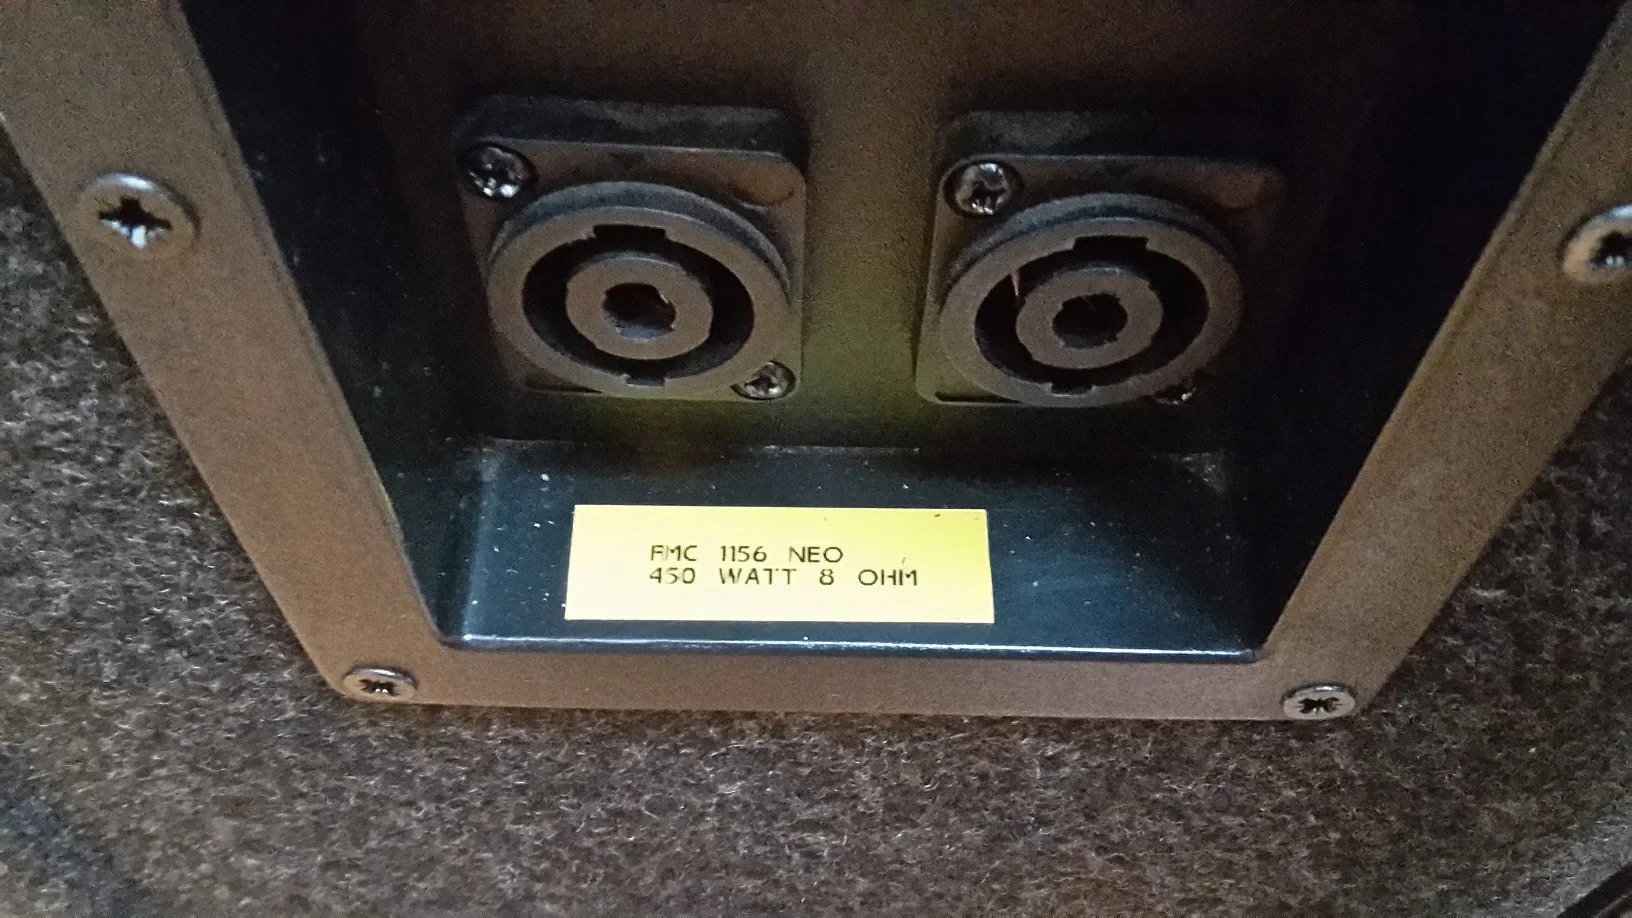 FMC 1156 NEO
450 WATT 8 OHM